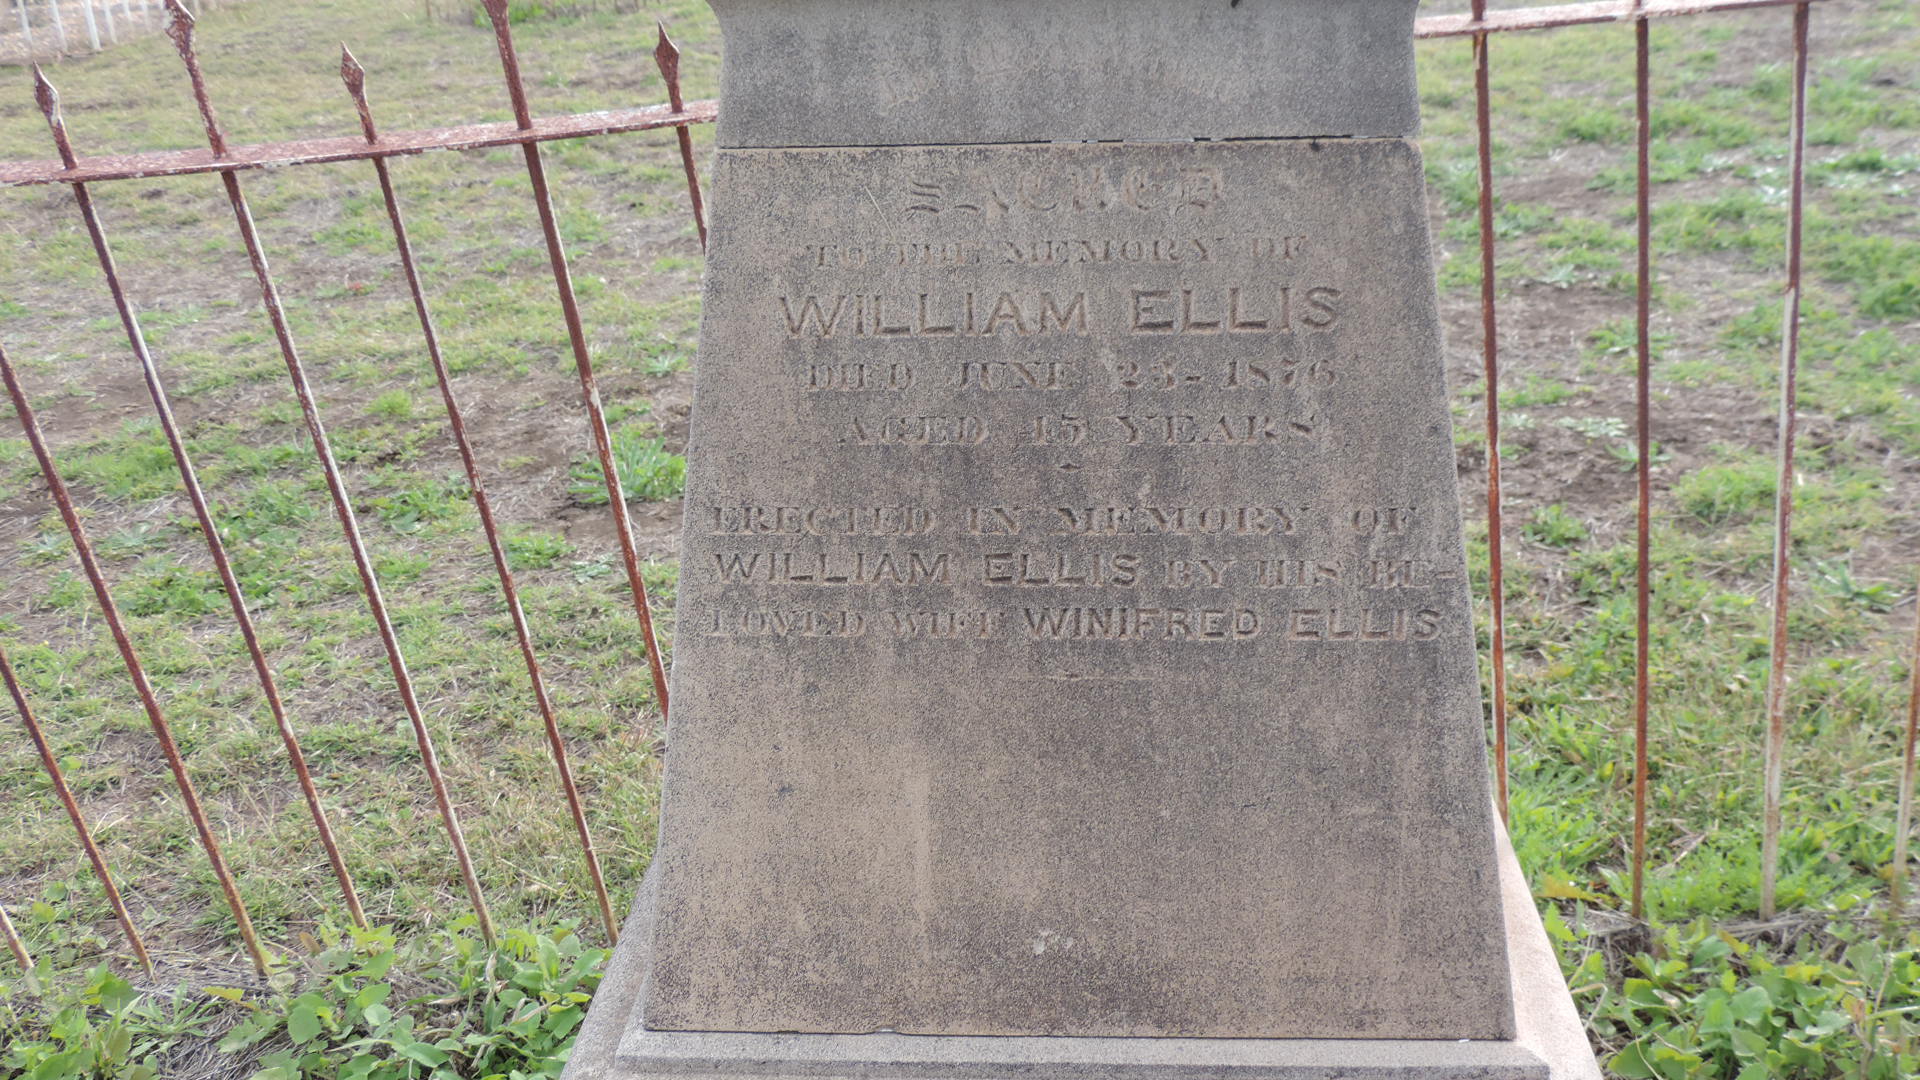 SACRED
TO THE MEMORY OF
WILLIAM ELLIS
DIED JUNE 23-1876
AGED 45 YEARS
ERECTED IN MEMORY OF
WILLIAM ELLIS BY HIS BE-
LOVED WIFE WINIFRED ELLIS